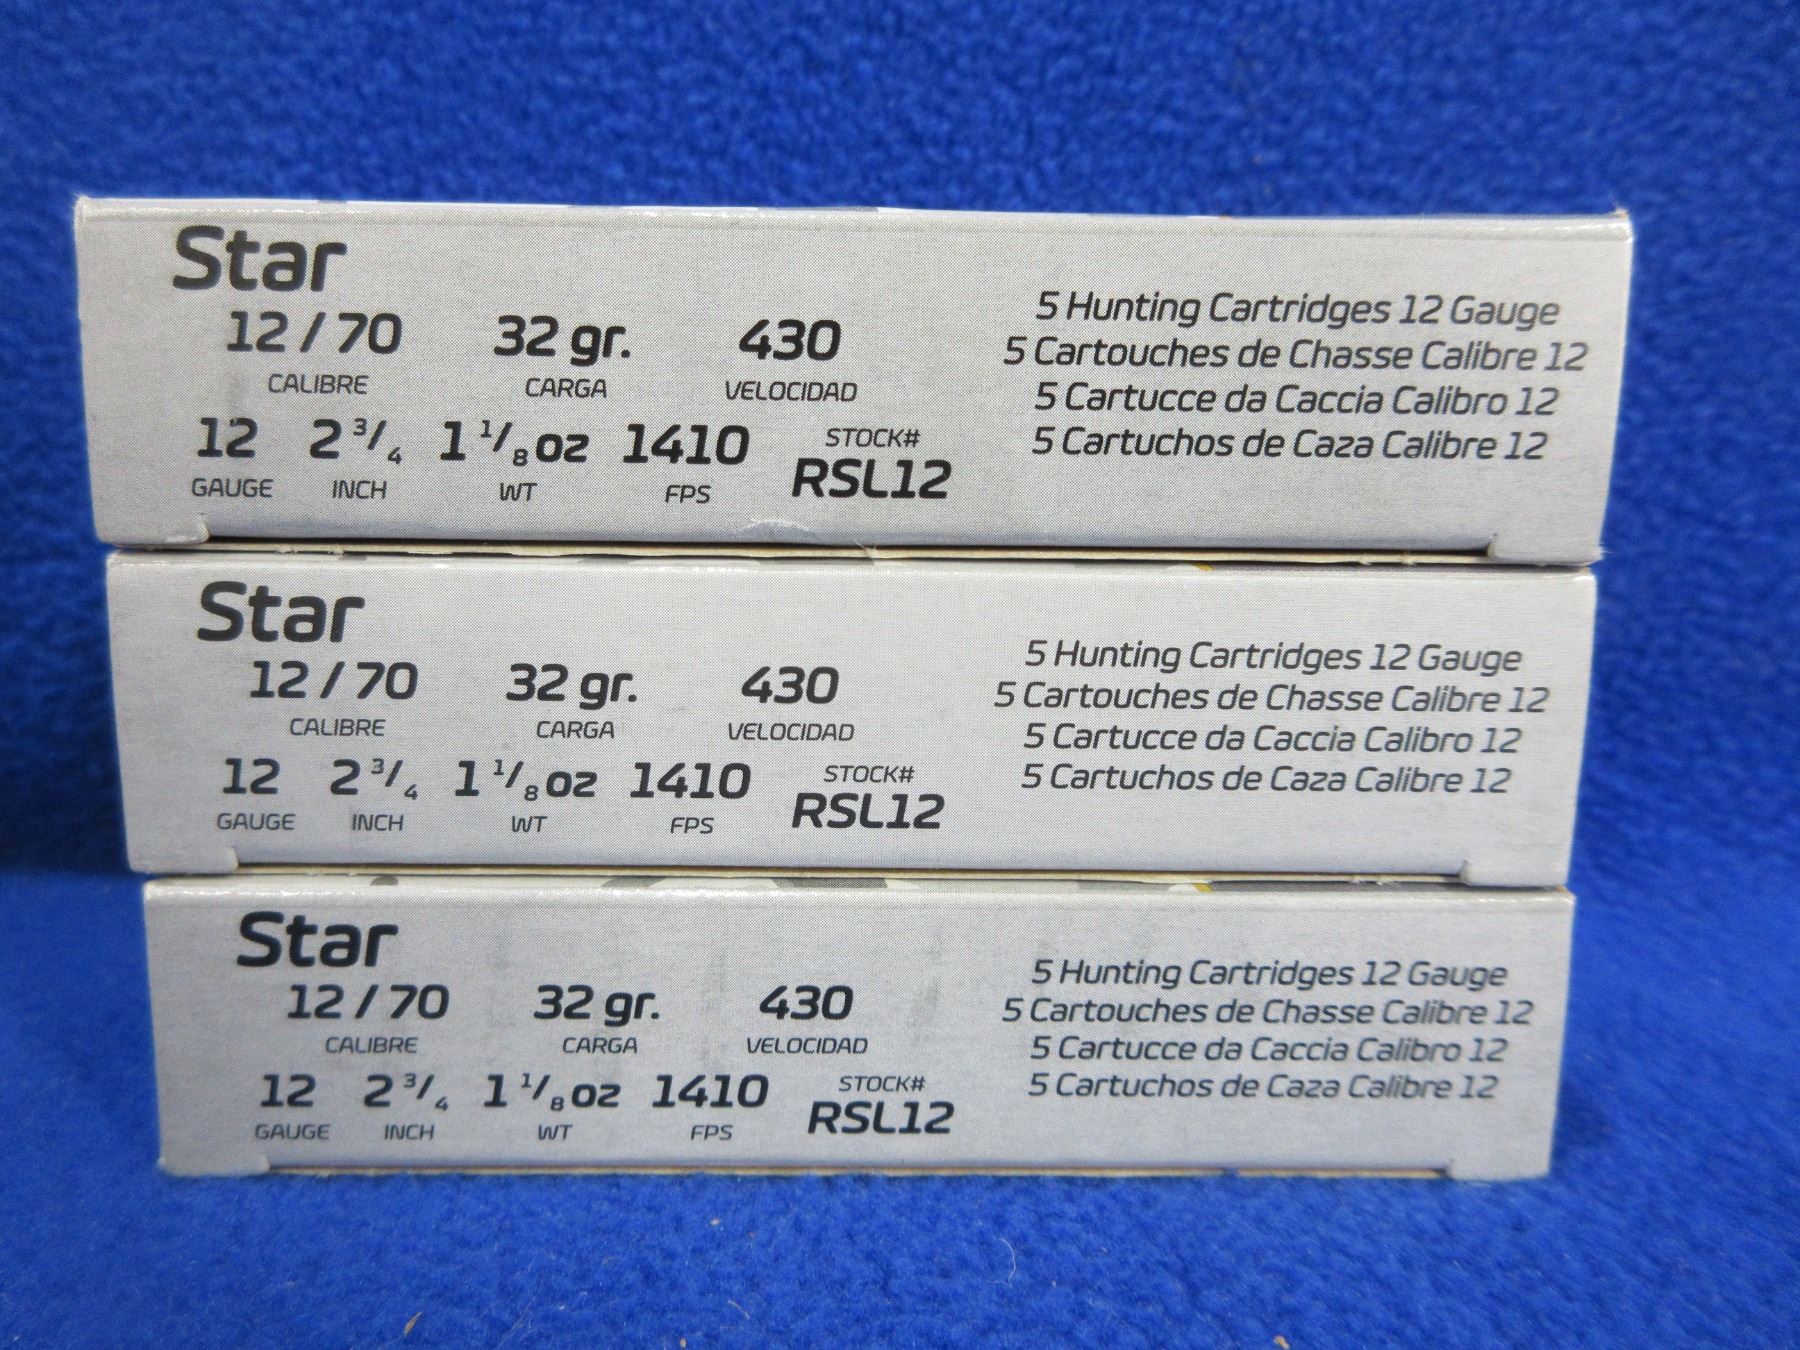 Star
12 / 70 32 gr. 430
CALIBRE CARGA VELOCIDAD
12 2 3/4 1 1/8 oz 1410 STOCK#
GAUGE INCH WT FPS RSL12
5 Hunting Cartridges 12 Gauge
5 Cartouches de Chasse Calibre 12
5 Cartucce da Caccia Calibro 12
5 Cartuchos de Caza Calibre 12
Star
12 / 70 32 gr. 430
CALIBRE CARGA VELOCIDAD
12 2 3/4 1 1/8 oz 1410 STOCK#
GAUGE INCH WT FPS RSL12
5 Hunting Cartridges 12 Gauge
5 Cartouches de Chasse Calibre 12
5 Cartucce da Caccia Calibro 12
5 Cartuchos de Caza Calibre 12
Star
12 / 70 32 gr. 430
CALIBRE CARGA VELOCIDAD
12 2 3/4 1 1/8 oz 1410 STOCK#
GAUGE INCH WT FPS RSL12
5 Hunting Cartridges 12 Gauge
5 Cartouches de Chasse Calibre 12
5 Cartucce da Caccia Calibro 12
5 Cartuchos de Caza Calibre 12